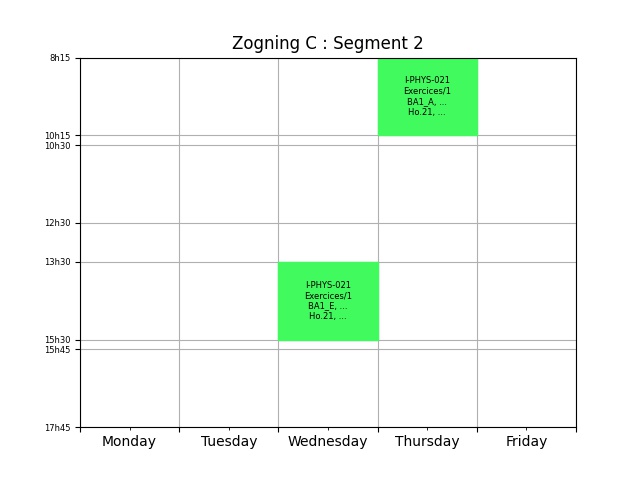 Zogning C : Segment 2
8h15
I-PHYS-021
Exercices/1
BA1_A, ...
Ho.21, ...
10h15
10h30
12h30
13h30
I-PHYS-021
Exercices/1
BA1_E, ...
Ho.21, ...
15h30
15h45
17h45
Monday Tuesday Wednesday Thursday Friday